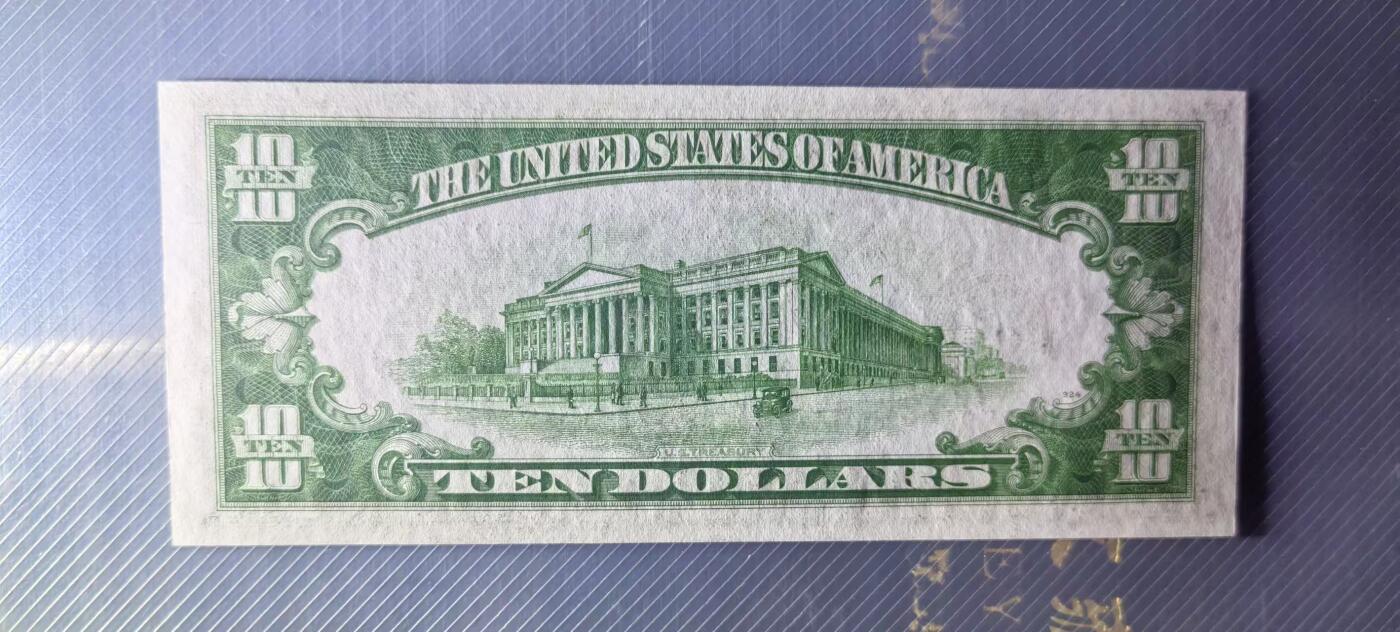 THE UNITED STATES OF AMERICA
10 TEN 10
10 TEN 10
10 TEN 10
10 TEN 10
324
U.S. TREASURY
TEN DOLLARS